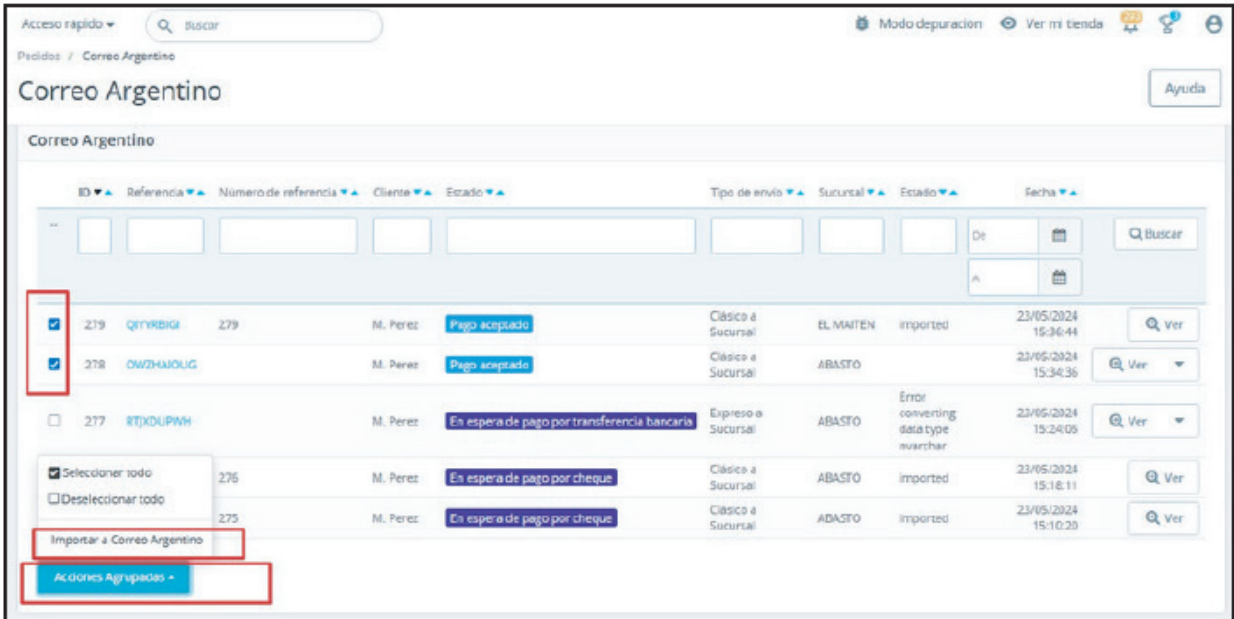 Acceso rápido Buscar Modo depuración Ver mi tienda
Pedidos / Correo Argentino
Correo Argentino Ayuda
Correo Argentino
ID Referencia Número de referencia Cliente Estado Tipo de envío Sucursal Estado Fecha
-- De Buscar
A
279 279 M. Perez Pago aceptado Clásico a Sucursal EL MAITEN imported 23/05/2024 15:36:44 Ver
278 M. Perez Pago aceptado Clásico a Sucursal ABASTO 23/05/2024 15:34:36 Ver
277 RTJXDUPWH M. Perez En espera de pago por transferencia bancaria Expreso a Sucursal ABASTO Error converting data type nvarchar 23/05/2024 Ver
Seleccionar todo
276 M. Perez En espera de pago por cheque Clásico a Sucursal ABASTO imported 23/05/2024 15:18:11 Ver
Deseleccionar todo
275 M. Perez En espera de pago por cheque Clásico a Sucursal ABASTO imported 23/05/2024 15:10:20 Ver
Importar a Correo Argentino
Acciones Agrupadas